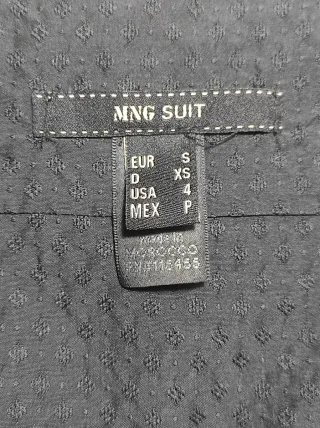 MNG SUIT
EUR S
D XS
USA 4
MEX P
MADE IN
MOROCCO